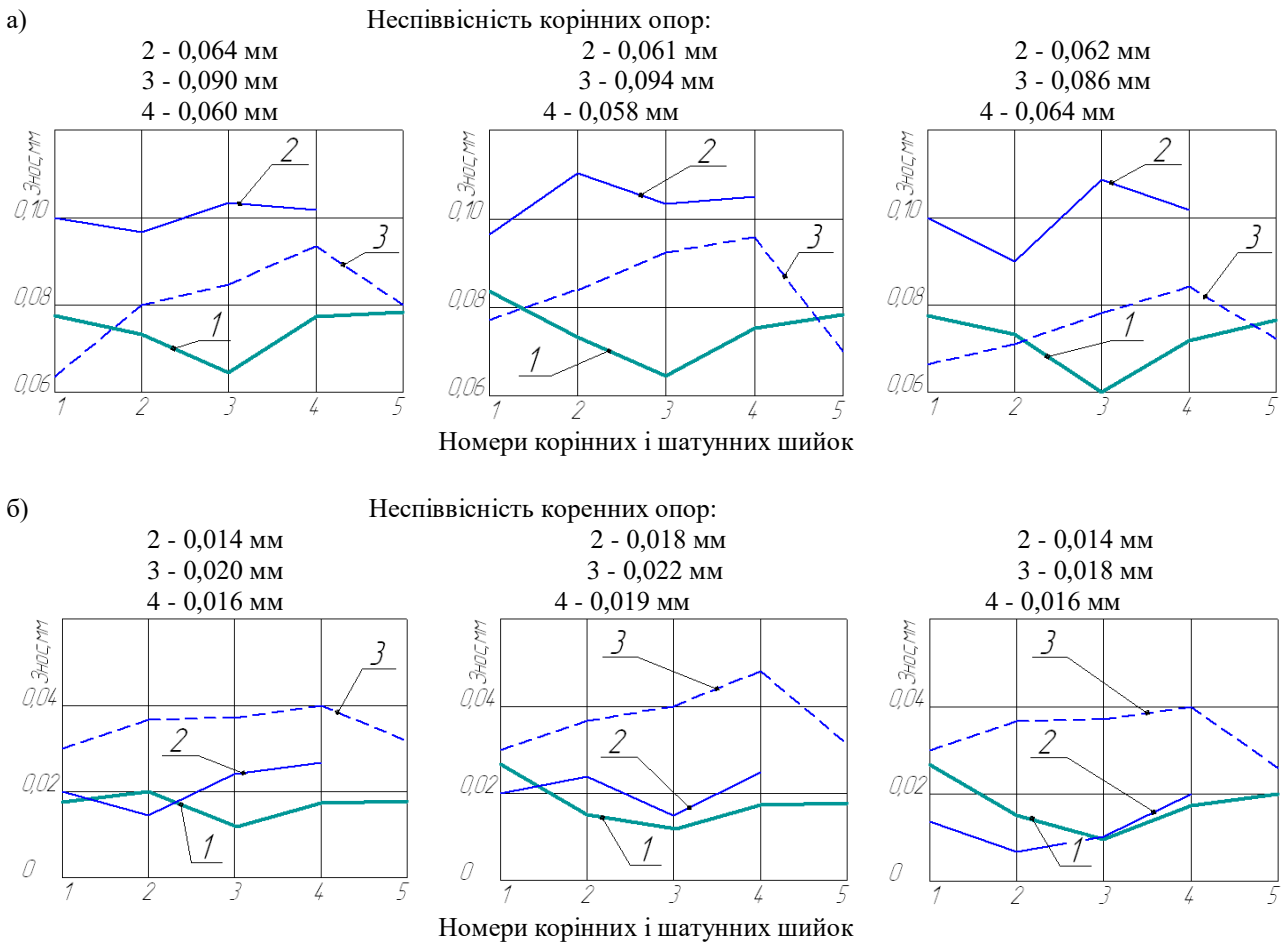 а)
Неспіввісність корінних опор:
2 - 0,064 мм
3 - 0,090 мм
4 - 0,060 мм
2 - 0,061 мм
3 - 0,094 мм
4 - 0,058 мм
2 - 0,062 мм
3 - 0,086 мм
4 - 0,064 мм
Знос,мм
0,10
0,08
0,06
2
3
1
1 2 3 4 5
Знос,мм
0,10
0,08
0,06
2
3
1
1 2 3 4 5
Знос,мм
0,10
0,08
0,06
2
3
1
1 2 3 4 5
Номери корінних і шатунних шийок
б)
Неспіввісність коренних опор:
2 - 0,014 мм
3 - 0,020 мм
4 - 0,016 мм
2 - 0,018 мм
3 - 0,022 мм
4 - 0,019 мм
2 - 0,014 мм
3 - 0,018 мм
4 - 0,016 мм
Знос,мм
0,04
0,02
0
3
2
1
1 2 3 4 5
Знос,мм
0,04
0,02
0
3
2
1
1 2 3 4 5
Знос,мм
0,04
0,02
0
3
2
1
1 2 3 4 5
Номери корінних і шатунних шийок